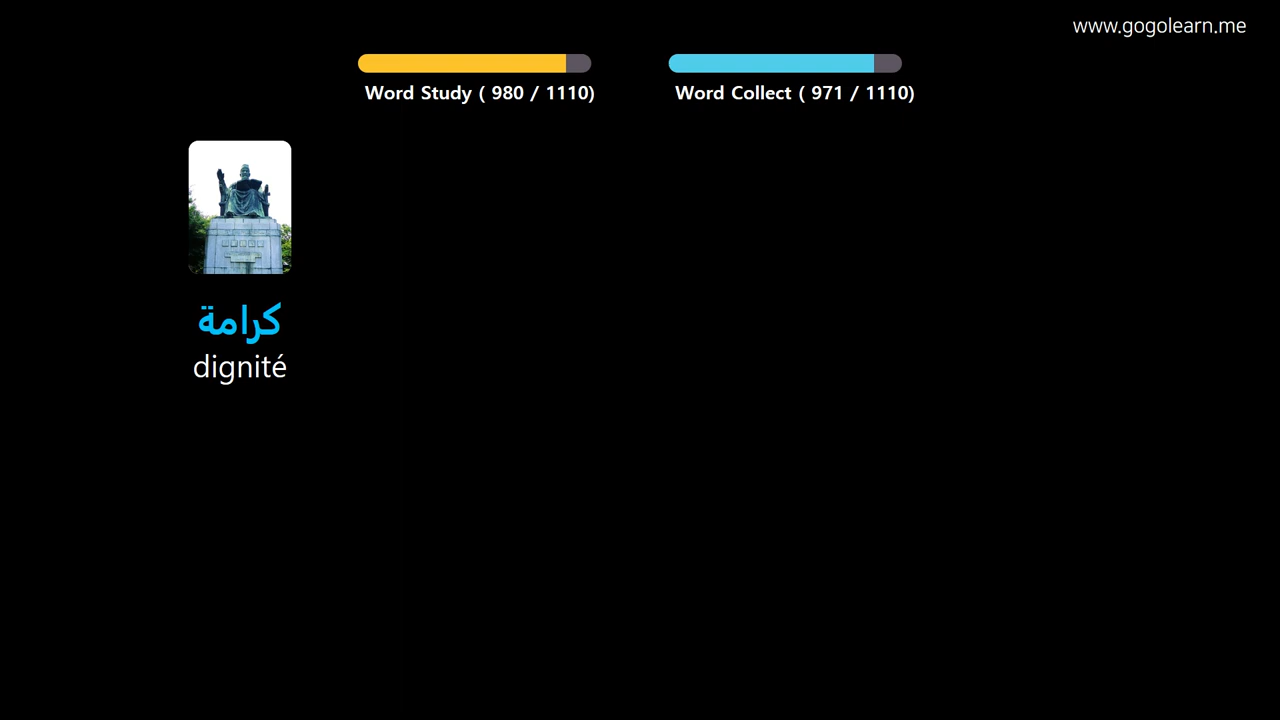 www.gogolearn.me
Word Study ( 980 / 1110)
Word Collect ( 971 / 1110)
كرامة
dignité